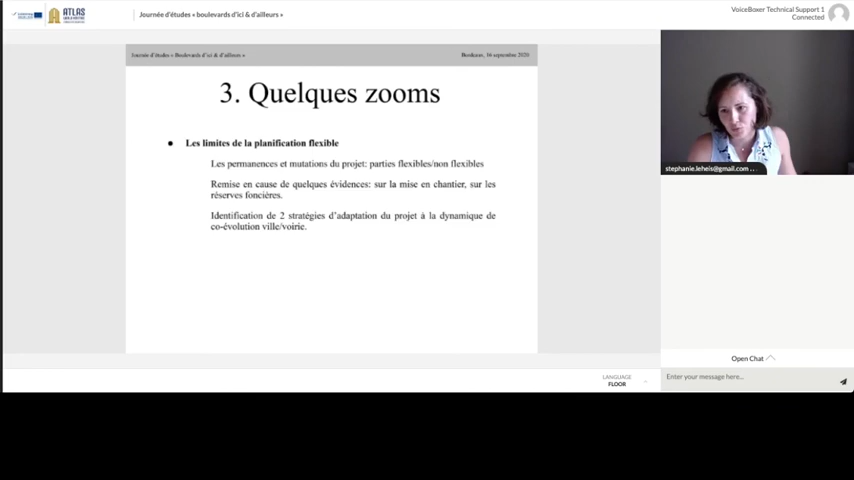 ATLAS
Journée d'études « boulevards d'ici & d'ailleurs »
VoiceBoxer Technical Support 1
Connected
Journée d'études « Boulevards d'ici & d'ailleurs »
Bordeaux, 16 septembre 2020
3. Quelques zooms
● Les limites de la planification flexible
Les permanences et mutations du projet: parties flexibles/non flexibles
Remise en cause de quelques évidences: sur la mise en chantier, sur les
réserves foncières.
Identification de 2 stratégies d'adaptation du projet à la dynamique de
co-évolution ville/voirie.
stephanie.leheis@gmail.com ...
Open Chat
Enter your message here...
LANGUAGE
FLOOR